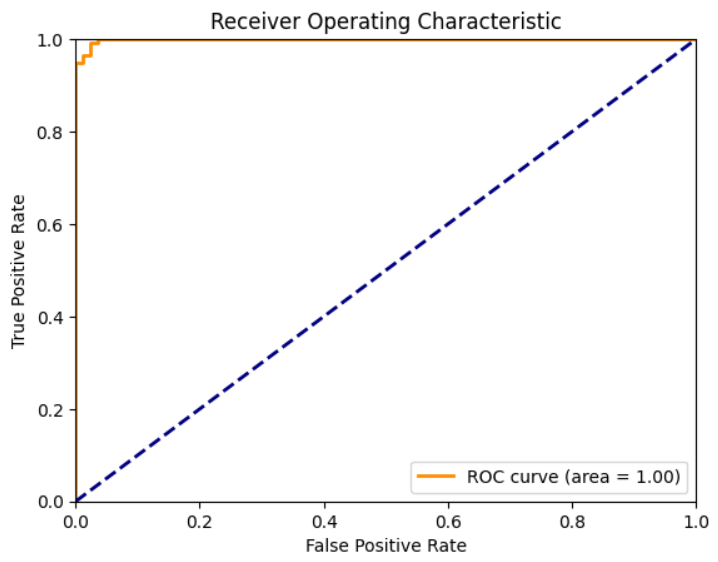 Receiver Operating Characteristic
1.0
0.8
0.6
0.4
0.2
0.0
True Positive Rate
ROC curve (area = 1.00)
0.0 0.2 0.4 0.6 0.8 1.0
False Positive Rate